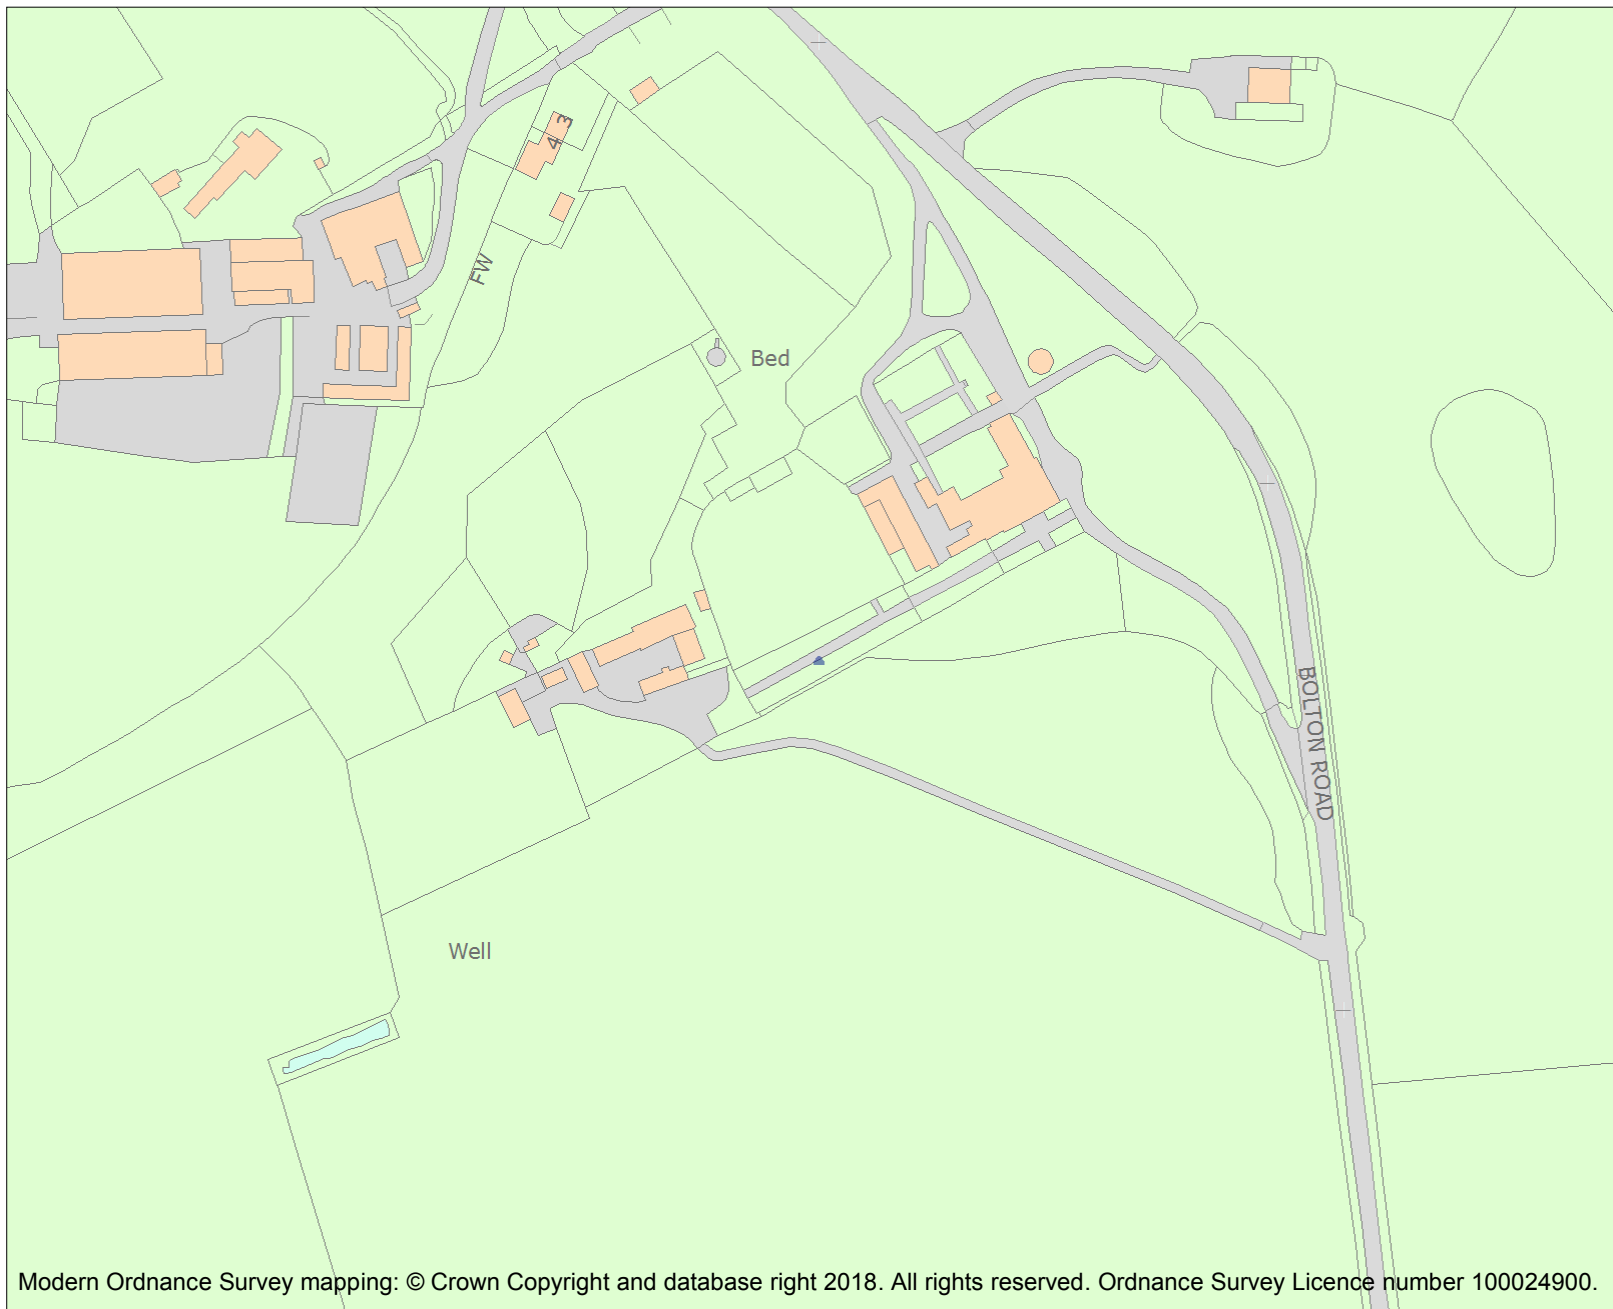 3
4
FW
Bed
BOLTON ROAD
Well
Modern Ordnance Survey mapping: © Crown Copyright and database right 2018. All rights reserved. Ordnance Survey Licence number 100024900.